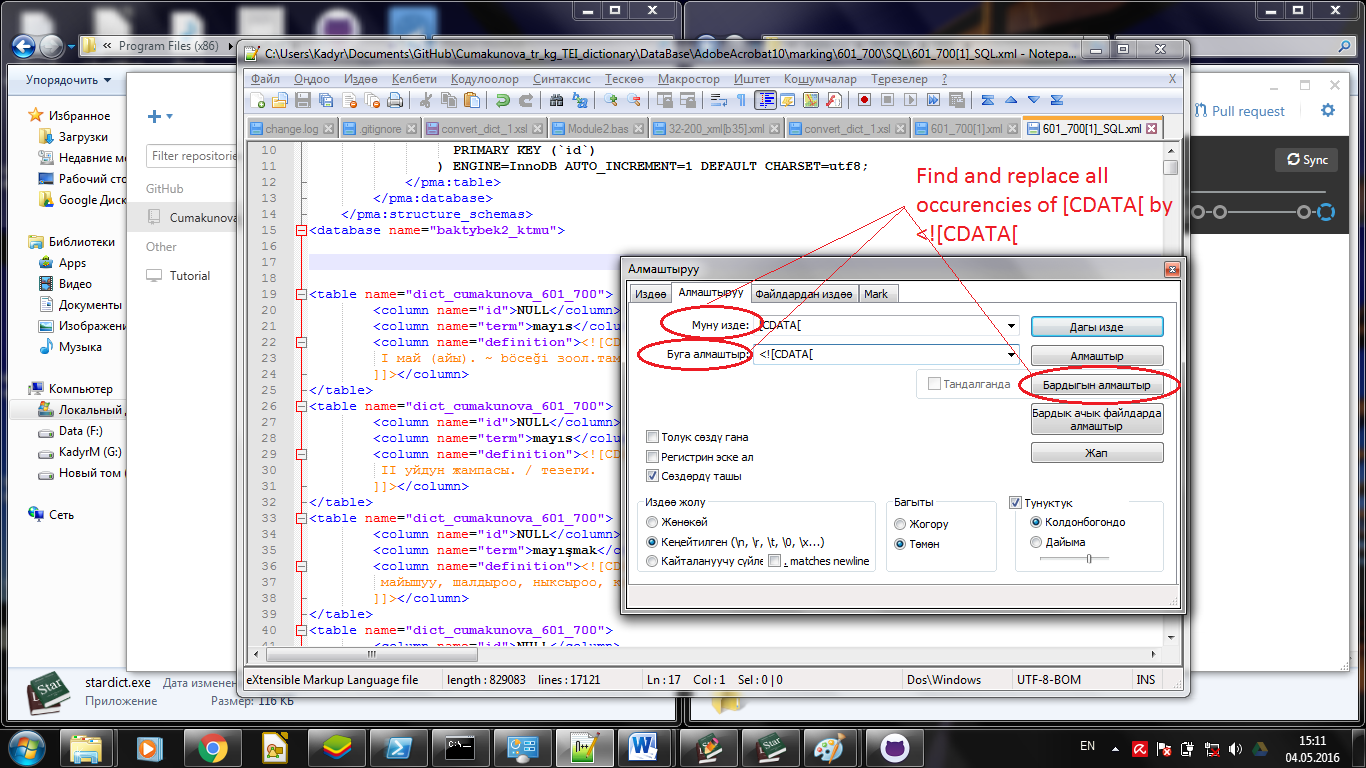 Program Files (x86)
Упорядочить
Избранное
Загрузки
Недавние ме
Рабочий сто
Google Диск
Библиотеки
Apps
Видео
Документы
Изображени
Музыка
Компьютер
Локальный д
Data (F:)
KadyrM (G:)
Новый том (
Сеть
stardict.exe
Дата изменен
Приложение
Размер: 116 КБ
Filter repositorie
GitHub
Cumakunova
Other
Tutorial
Pull request
Sync
C:\Users\Kadyr\Documents\GitHub\Cumakunova_tr_kg_TEI_dictionary\DataBase\AdobeAcrobat10\marking\601_700\SQL\601_700[1]_SQL.xml - Notepa...
Файл Оңдоо Издөө Келбети Кодулоолор Синтаксис Тескөө Макростор Иштет Кошумчалар Терезелер ? X
change.log .gitignore convert_dict_1.xsl Module2.bas 32-200_xml[b35].xml convert_dict_1.xsl 601_700[1].xml 601_700[1]_SQL.xml
10 PRIMARY KEY (`id`)
11 ) ENGINE=InnoDB AUTO_INCREMENT=1 DEFAULT CHARSET=utf8;
12 </pma:table>
13 </pma:database>
14 </pma:structure_schemas>
15 <database name="baktybek2_ktmu">
16
17
18
19 <table name="dict_cumakunova_601_700">
20 <column name="id">NULL</column>
21 <column name="term">mayıs</colu
22 <column name="definition"><![CD
23 I май (айы). ~ böceği зоол.там
24 ]]></column>
25 </table>
26 <table name="dict_cumakunova_601_700">
27 <column name="id">NULL</column>
28 <column name="term">mayıs</colu
29 <column name="definition"><![CD
30 II уйдун жампасы. / тезеги.
31 ]]></column>
32 </table>
33 <table name="dict_cumakunova_601_700">
34 <column name="id">NULL</column>
35 <column name="term">mayışmak</c
36 <column name="definition"><![CD
37 майышуу, шалдыроо, ныксыроо, к
38 ]]></column>
39 </table>
40 <table name="dict_cumakunova_601_700">
41 <column name="id">NULL</column>
Find and replace all
occurencies of [CDATA[ by
<![CDATA[
Алмаштыруу
Издөө Алмаштыруу Файлдардан издөө Mark
Муну изде: [CDATA[
Дагы изде
Буга алмаштыр: <![CDATA[
Алмаштыр
Тандалганда
Бардыгын алмаштыр
Бардык ачык файлдарда
алмаштыр
Жап
Толук сөздү гана
Регистрин эске ал
Сөздөрдү ташы
Издөө жолу
Жөнөкөй
Кеңейтилген (\n, \r, \t, \0, \x...)
Кайталануучу сүйлө . matches newline
Багыты
Жогору
Төмөн
Тунуктук
Колдонбогондо
Дайыма
eXtensible Markup Language file
length : 829083 lines : 17121
Ln : 17 Col : 1 Sel : 0 | 0
Dos\Windows
UTF-8-BOM
INS
EN
15:11
04.05.2016